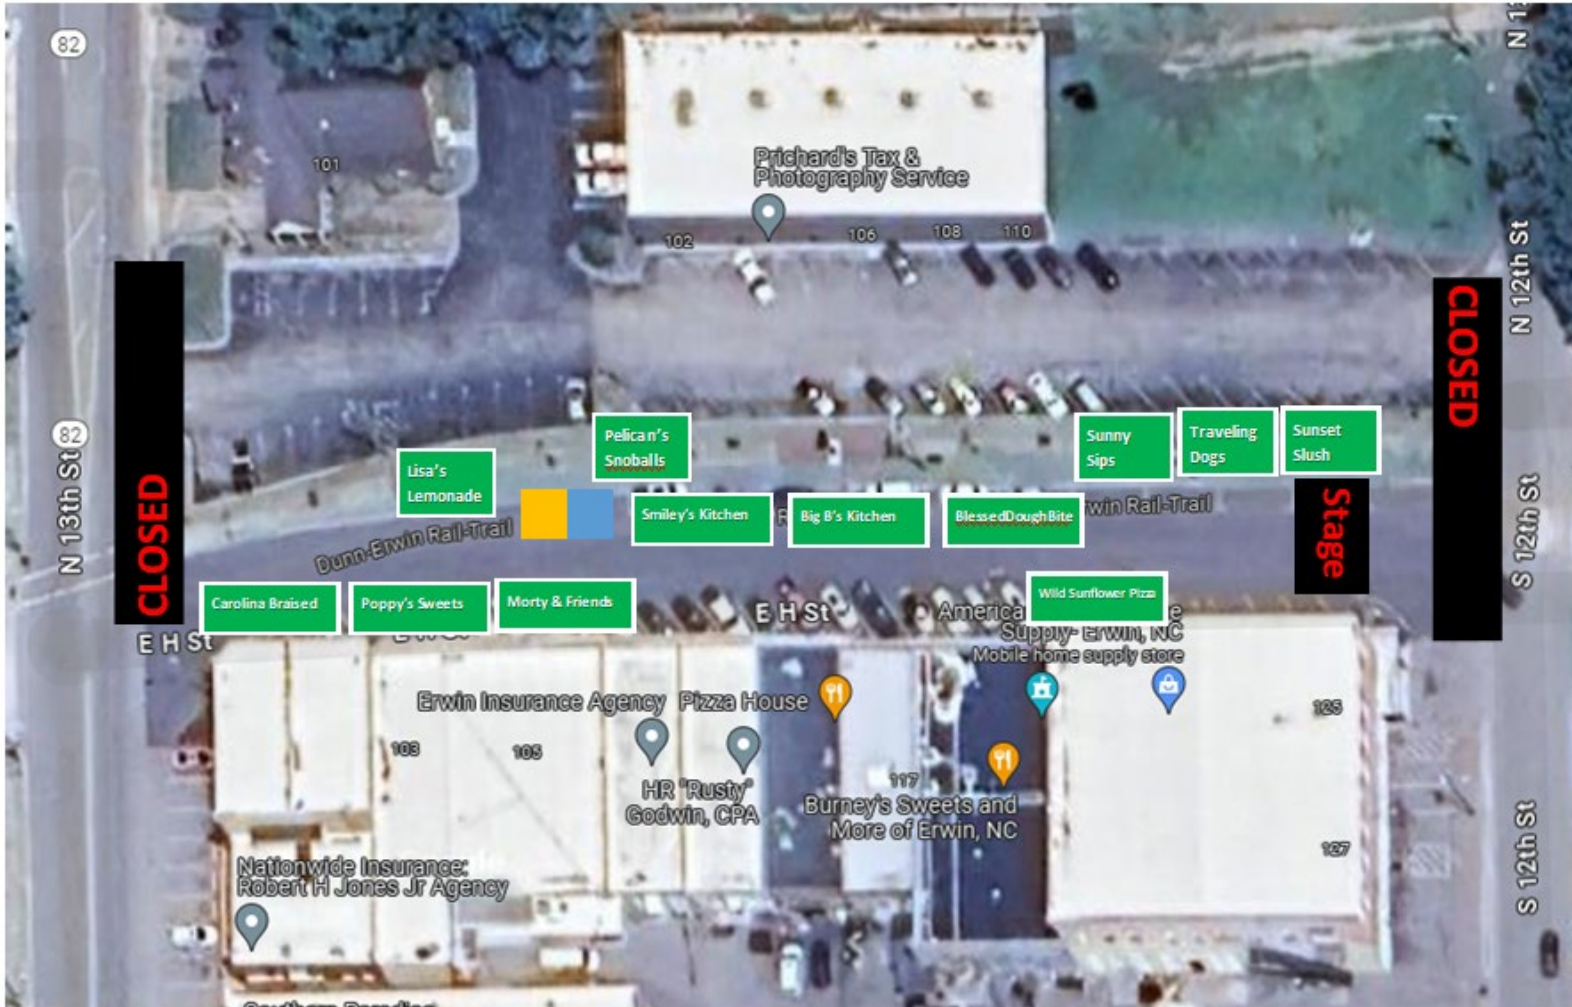 82
N 1
101
Prichard's Tax &
Photography Service
102
106
108
110
N 12th St
CLOSED
CLOSED
82
N 13th St
Pelican's
Snoballs
Sunny
Sips
Traveling
Dogs
Sunset
Slush
Lisa's
Lemonade
Smiley's Kitchen
R
Big B's Kitchen
BlessedDoughBite
rwin Rail-Trail
Stage
S 12th St
Dunn-Erwin Rail-Trail
Carolina Braised
Poppy's Sweets
Morty & Friends
E H St
Wild Sunflower Pizza
America
e
Supply- Erwin, NC
Mobile home supply store
E H St
Erwin Insurance Agency
Pizza House
103
105
125
HR "Rusty"
Godwin, CPA
117
Burney's Sweets and
More of Erwin, NC
127
S 12th St
Nationwide Insurance:
Robert H Jones Jr Agency